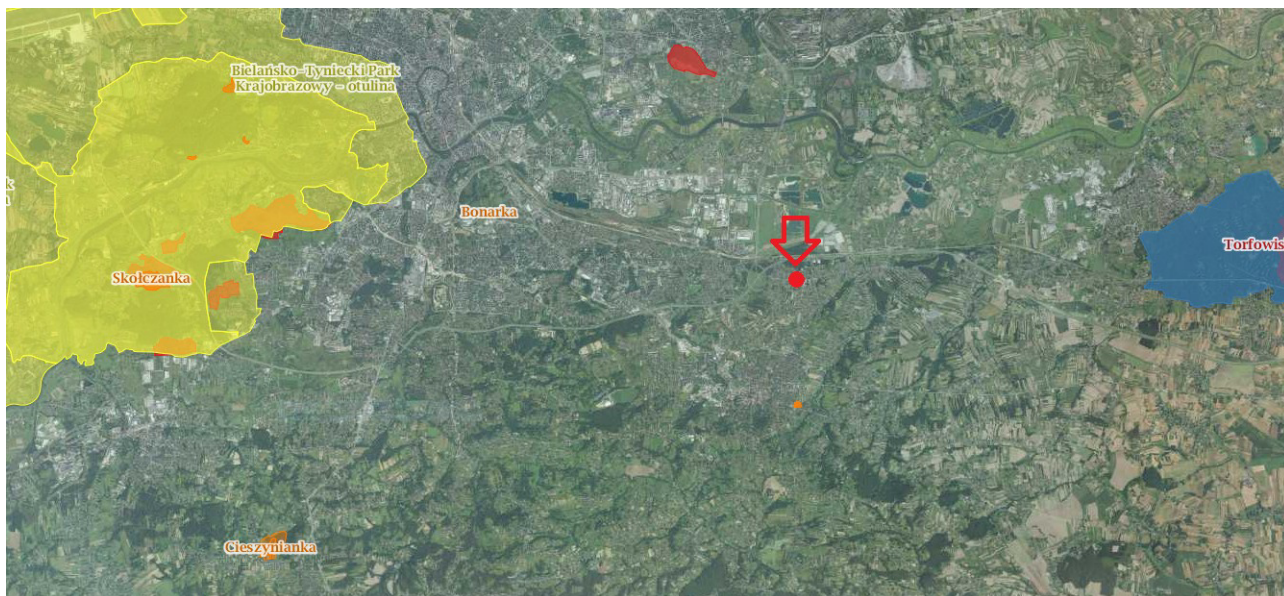 Bielańsko-Tyniecki Park
Krajobrazowy - otulina
k
a
Bonarka
Torfowis
Skołczanka
Cieszynianka